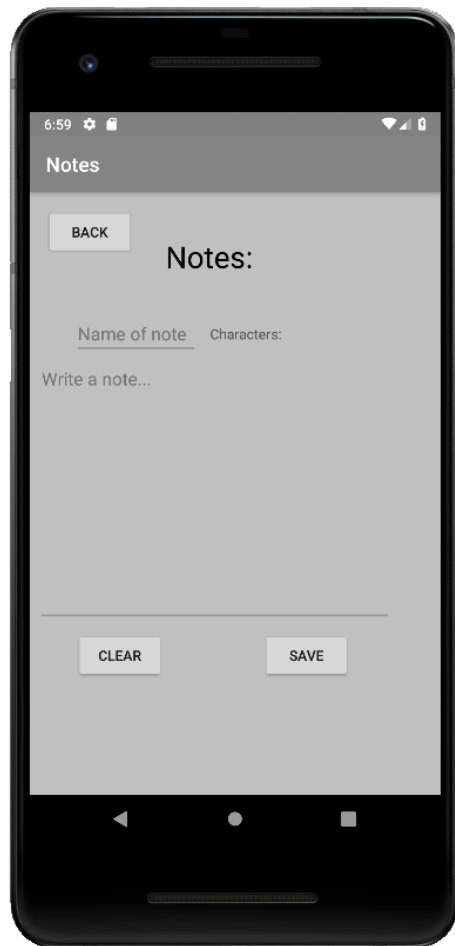 6:59
Notes
BACK
Notes:
Name of note Characters:
Write a note...
CLEAR SAVE